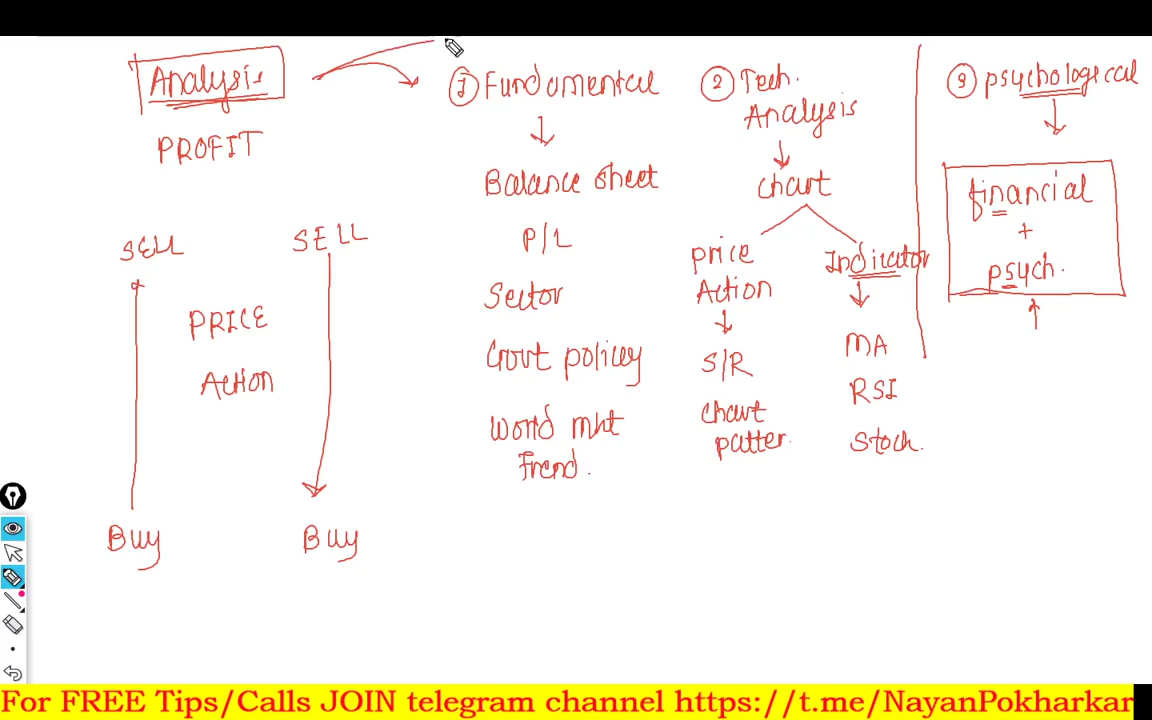 Analysis
PROFIT
SELL
SELL
PRICE
Action
Buy
Buy
① Fundamental
Balance sheet
P/L
Sector
Govt policy
World mkt
Trend.
② Tech.
Analysis
chart
price
Action
S/R
chart
patter.
Indicator
MA
RSI
Stoch.
③ psychological
financial
+
psych.
For FREE Tips/Calls JOIN telegram channel https://t.me/NayanPokharkar